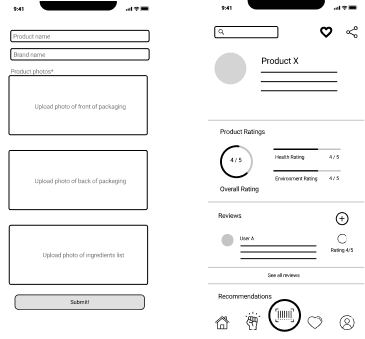 9:41
Product name
Brand name
Product photos*
Upload photo of front of packaging
Upload photo of back of packaging
Upload photo of ingredients list
Submit!
9:41
Product X
Product Ratings
4 / 5
Health Rating 4 / 5
Environment Rating 4 / 5
Overall Rating
Reviews
User A
Rating 4/5
See all reviews
Recommendations